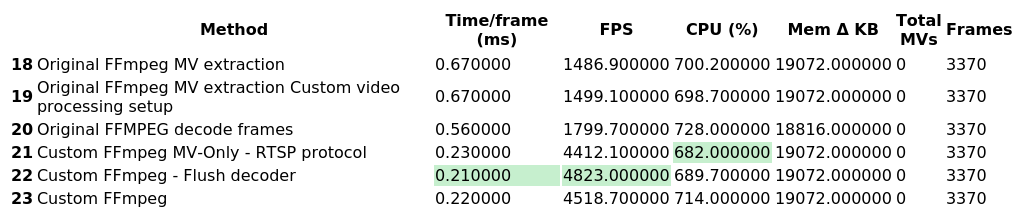 Method Time/frame (ms) FPS CPU (%) Mem Δ KB Total MVs Frames
18 Original FFmpeg MV extraction 0.670000 1486.900000 700.200000 19072.000000 0 3370
19 Original FFmpeg MV extraction Custom video processing setup 0.670000 1499.100000 698.700000 19072.000000 0 3370
20 Original FFMPEG decode frames 0.560000 1799.700000 728.000000 18816.000000 0 3370
21 Custom FFmpeg MV-Only - RTSP protocol 0.230000 4412.100000 682.000000 19072.000000 0 3370
22 Custom FFmpeg - Flush decoder 0.210000 4823.000000 689.700000 19072.000000 0 3370
23 Custom FFmpeg 0.220000 4518.700000 714.000000 19072.000000 0 3370